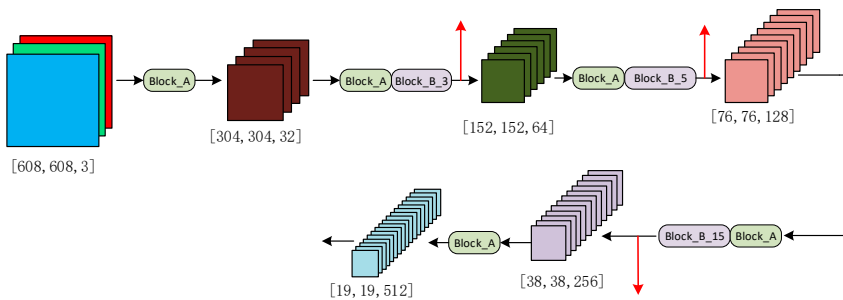 Block_A
Block_A
Block_B_3
Block_A
Block_B_5
[608, 608, 3]
[304, 304, 32]
[152, 152, 64]
[76, 76, 128]
Block_A
Block_B_15
Block_A
[19, 19, 512]
[38, 38, 256]